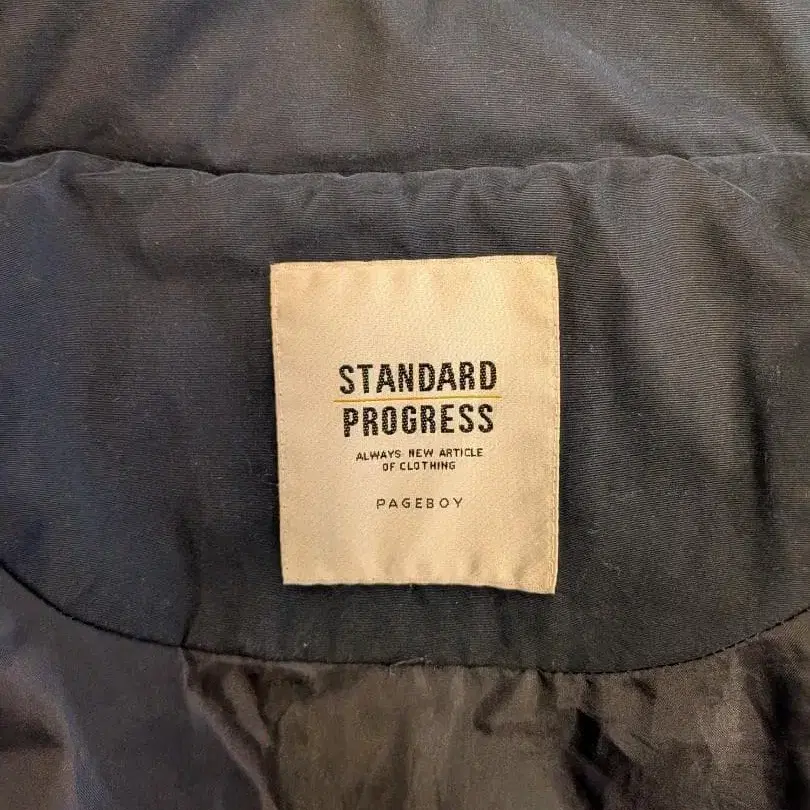 STANDARD
PROGRESS
ALWAYS NEW ARTICLE
OF CLOTHING
PAGEBOY